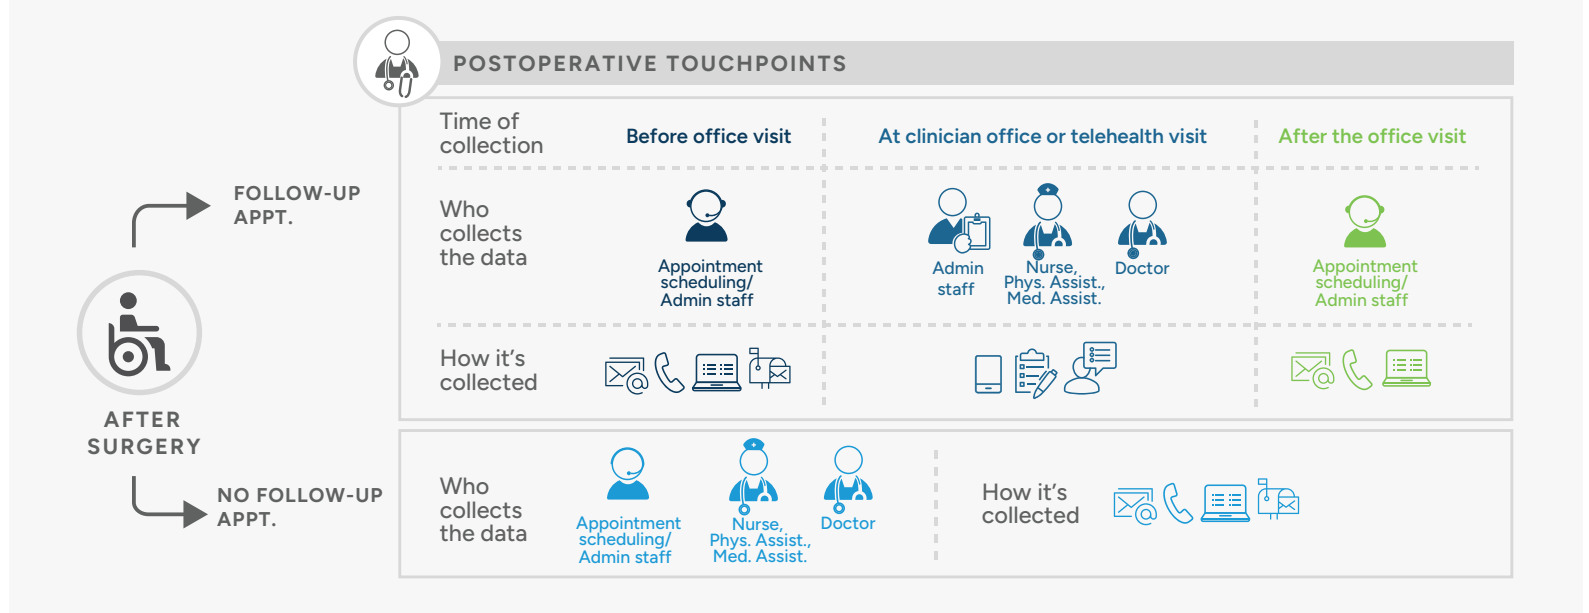 POSTOPERATIVE TOUCHPOINTS
Time of
collection
Before office visit
At clinician office or telehealth visit
After the office visit
FOLLOW-UP
APPT.
Who
collects
the data
Appointment
scheduling/
Admin staff
Admin
staff
Nurse,
Phys. Assist.,
Med. Assist.
Doctor
Appointment
scheduling/
Admin staff
How it's
collected
AFTER
SURGERY
NO FOLLOW-UP
APPT.
Who
collects
the data
Appointment
scheduling/
Admin staff
Nurse,
Phys. Assist.,
Med. Assist.
Doctor
How it's
collected